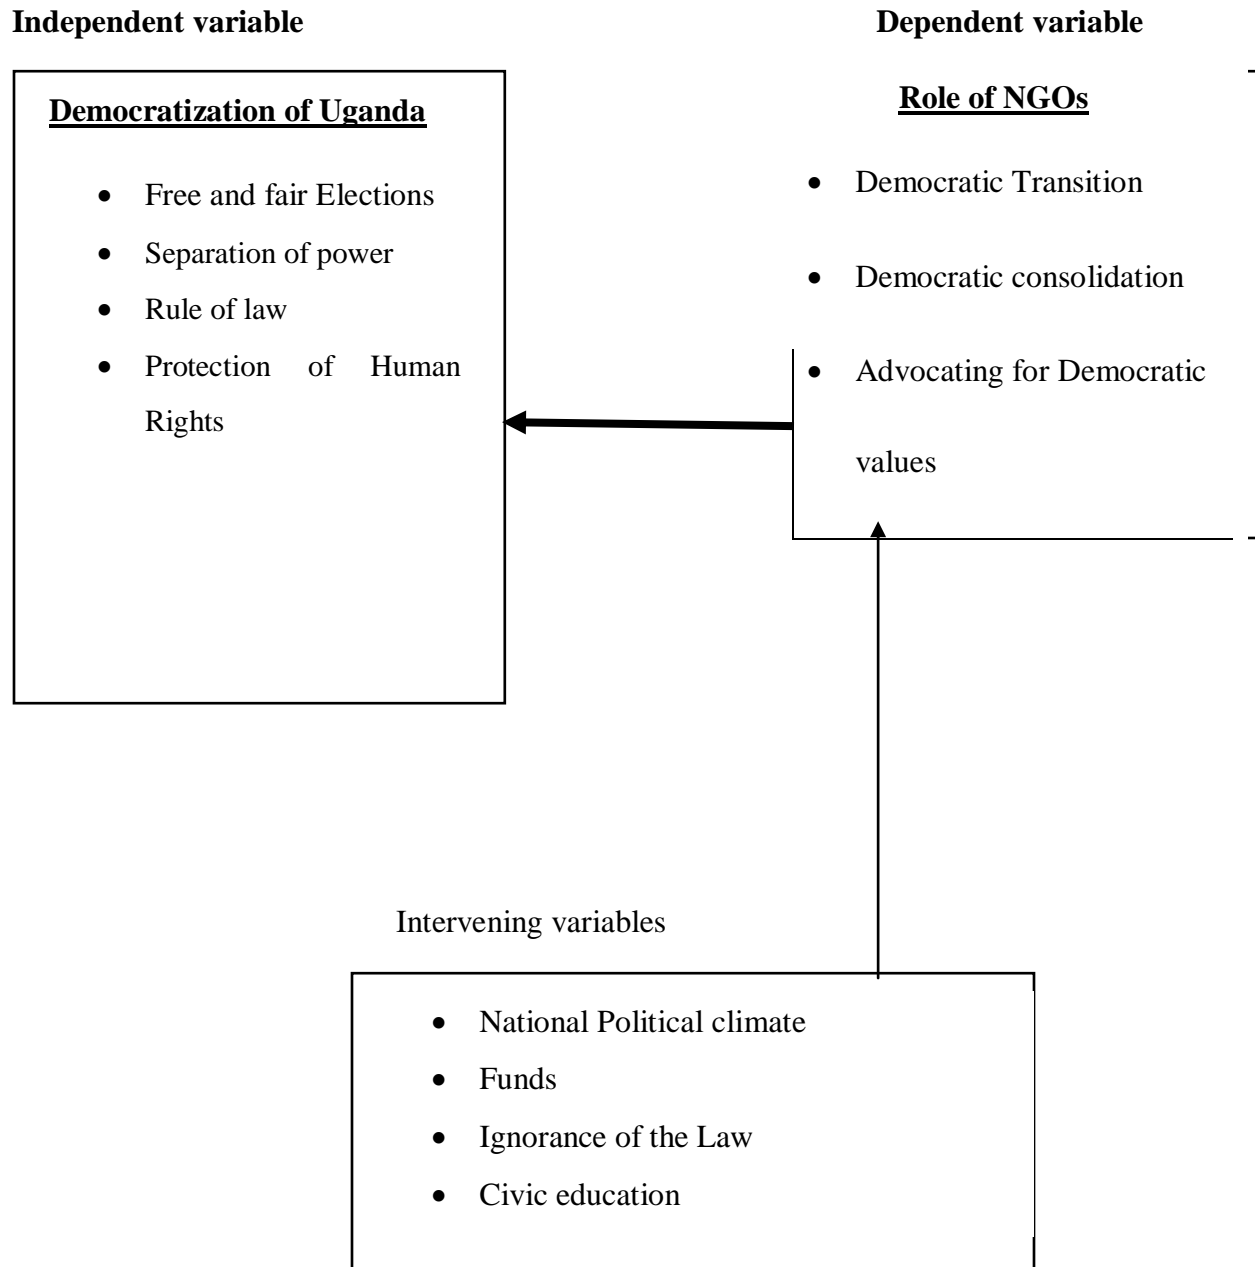 Independent variable
Dependent variable
Democratization of Uganda
• Free and fair Elections
• Separation of power
• Rule of law
• Protection of Human
Rights
Role of NGOs
• Democratic Transition
• Democratic consolidation
• Advocating for Democratic
values
Intervening variables
• National Political climate
• Funds
• Ignorance of the Law
• Civic education